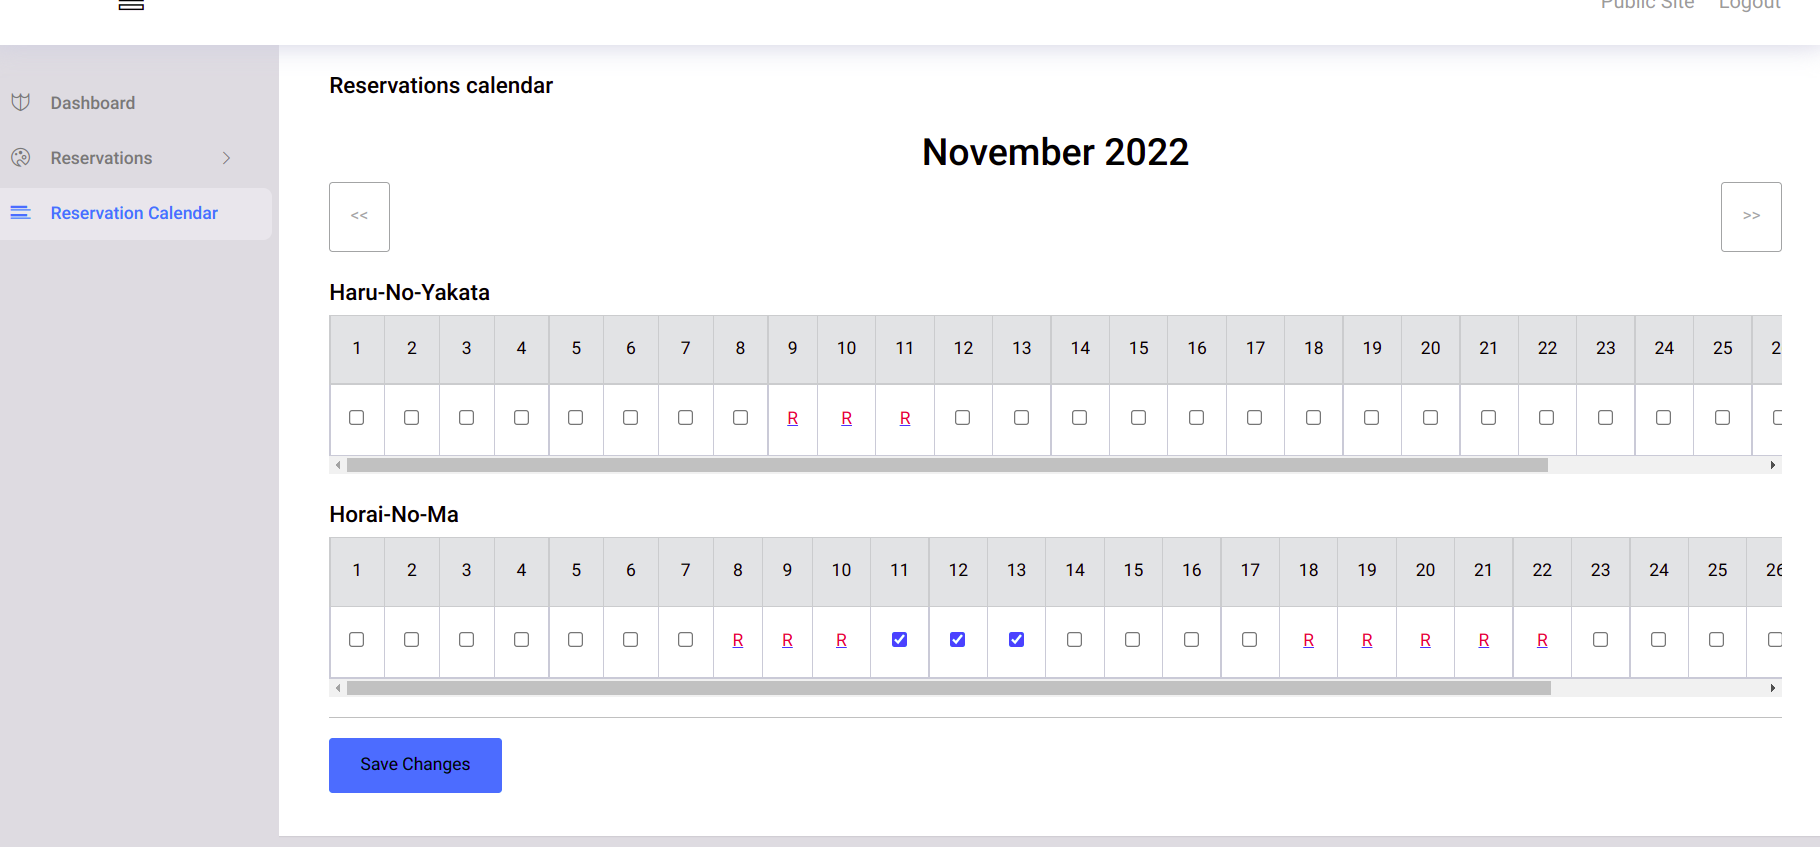 Public Site Logout
Dashboard
Reservations
Reservation Calendar
Reservations calendar
November 2022
<< >>
Haru-No-Yakata
1 2 3 4 5 6 7 8 9 10 11 12 13 14 15 16 17 18 19 20 21 22 23 24 25
R R R
Horai-No-Ma
1 2 3 4 5 6 7 8 9 10 11 12 13 14 15 16 17 18 19 20 21 22 23 24 25 26
R R R R R R R R
Save Changes